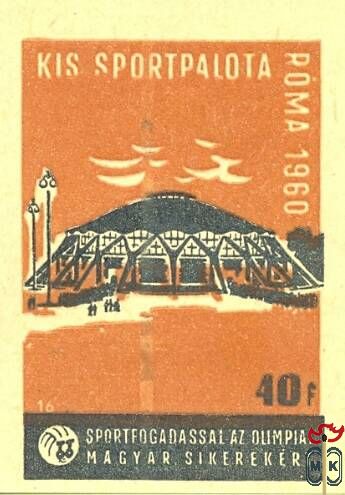 KIS SPORTPALOTA
RÓMA 1960
16
40 f
SPORTFOGADÁSSAL AZ OLIMPIAI
MAGYAR SIKEREKÉRT
MK